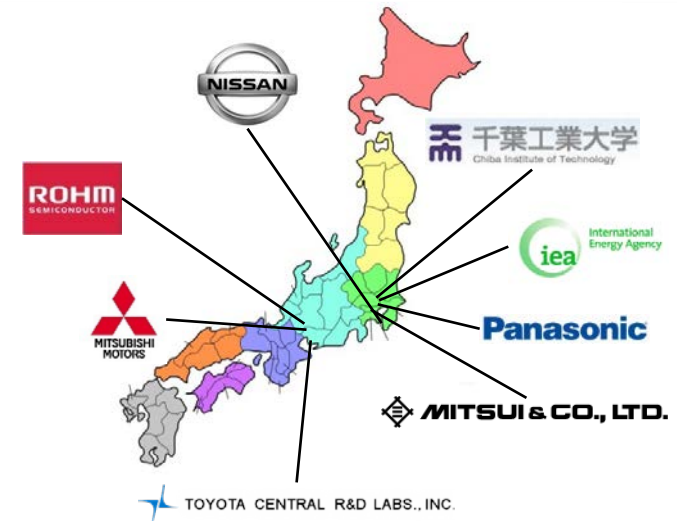 NISSAN
千葉工業大学
Chiba Institute of Technology
ROHM
SEMICONDUCTOR
iea
International
Energy Agency
MITSUBISHI
MOTORS
Panasonic
MITSUI & CO., LTD.
TOYOTA CENTRAL R&D LABS., INC.